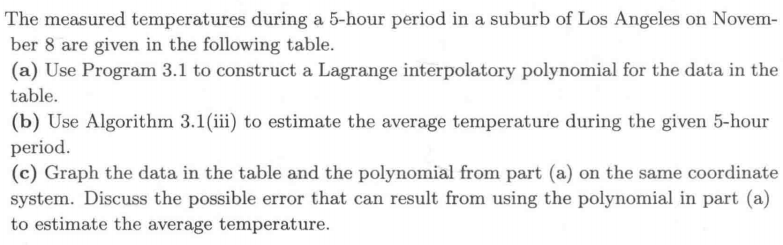 The measured temperatures during a 5-hour period in a suburb of Los Angeles on Novem-
ber 8 are given in the following table.
(a) Use Program 3.1 to construct a Lagrange interpolatory polynomial for the data in the
table.
(b) Use Algorithm 3.1(iii) to estimate the average temperature during the given 5-hour
period.
(c) Graph the data in the table and the polynomial from part (a) on the same coordinate
system. Discuss the possible error that can result from using the polynomial in part (a)
to estimate the average temperature.